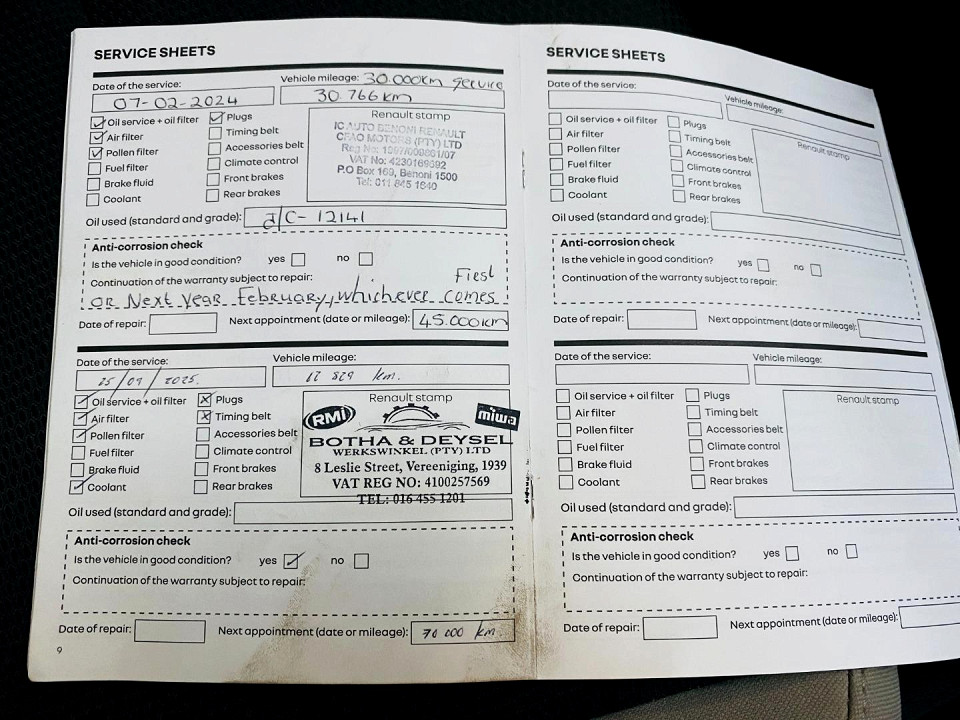 SERVICE SHEETS
Date of the service:
07-02-2024
Vehicle mileage: 30.000km service
30 766 km
Oil service + oil filter
Plugs
Air filter
Timing belt
Pollen filter
Accessories belt
Fuel filter
Climate control
Brake fluid
Front brakes
Coolant
Rear brakes
Renault stamp
IC AUTO BENONI RENAULT
CFAO MOTORS (PTY) LTD
VAT No: 4230169892
P.O Box 169, Benoni 1500
Tel: 011 845 1640
Oil used (standard and grade):
12141
Anti-corrosion check
Is the vehicle in good condition?
yes
no
Continuation of the warranty subject to repair:
First
or Next Year February, whichever comes
Date of repair:
Next appointment (date or mileage):
45.000km
Date of the service:
Vehicle mileage:
829 km.
Oil service + oil filter
Plugs
Air filter
Timing belt
Pollen filter
Accessories belt
Fuel filter
Climate control
Brake fluid
Front brakes
Coolant
Rear brakes
Renault stamp
RMi
miwa
BOTHA & DEYSEL
WERKSWINKEL (PTY) LTD
8 Leslie Street, Vereeniging, 1939
VAT REG NO: 4100257569
TEL: 016 455 1201
Oil used (standard and grade):
Anti-corrosion check
Is the vehicle in good condition?
yes
no
Continuation of the warranty subject to repair:
Date of repair:
Next appointment (date or mileage):
70 000 km.
9
SERVICE SHEETS
Date of the service:
Vehicle mileage:
Oil service + oil filter
Plugs
Air filter
Timing belt
Pollen filter
Accessories belt
Fuel filter
Climate control
Brake fluid
Front brakes
Coolant
Rear brakes
Renault stamp
Oil used (standard and grade):
Anti-corrosion check
Is the vehicle in good condition?
yes
no
Continuation of the warranty subject to repair:
Date of repair:
Next appointment (date or mileage):
Date of the service:
Vehicle mileage:
Oil service + oil filter
Plugs
Air filter
Timing belt
Pollen filter
Accessories belt
Fuel filter
Climate control
Brake fluid
Front brakes
Coolant
Rear brakes
Renault stamp
Oil used (standard and grade):
Anti-corrosion check
Is the vehicle in good condition?
yes
no
Continuation of the warranty subject to repair:
Date of repair:
Next appointment (date or mileage):